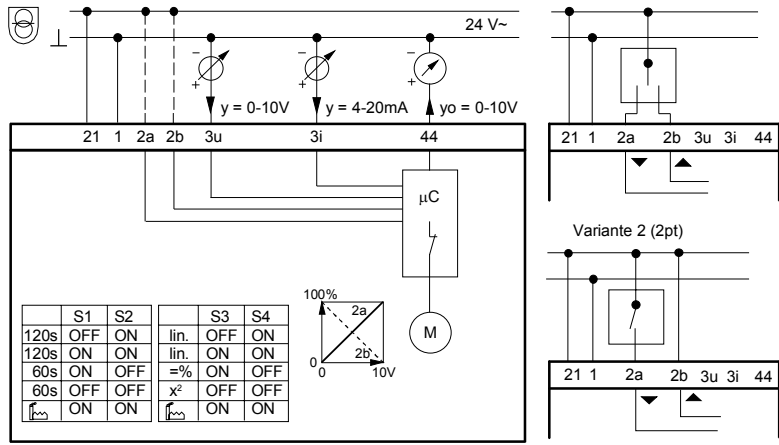 24 V~
y = 0-10V
y = 4-20mA
yo = 0-10V
21 1 2a 2b 3u 3i 44
µC
M
S1 S2
120s OFF ON
120s ON ON
60s ON OFF
60s OFF OFF
ON ON
S3 S4
lin. OFF ON
lin. ON ON
=% ON OFF
x² OFF OFF
ON ON
100%
2a
2b
0
0 10V
21 1 2a 2b 3u 3i 44
Variante 2 (2pt)
21 1 2a 2b 3u 3i 44